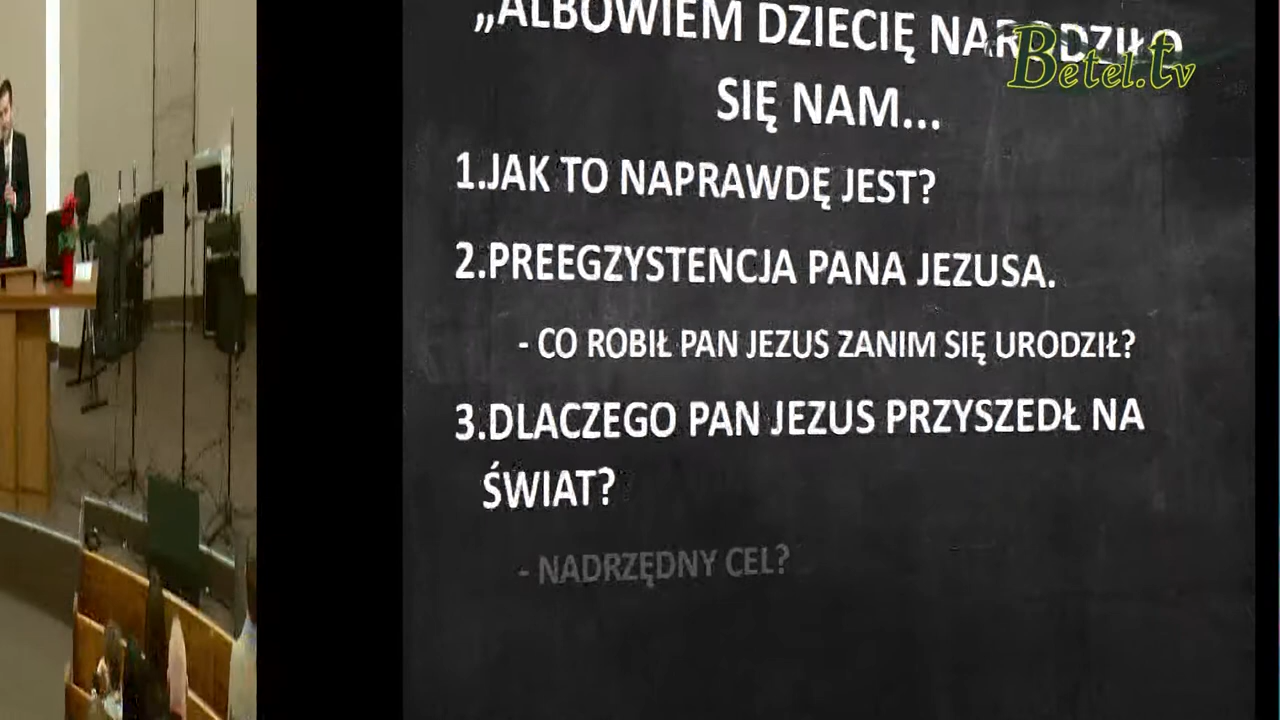 „ALBOWIEM DZIECIĘ NARODZIŁO
SIĘ NAM...
Betel.tv
1.JAK TO NAPRAWDĘ JEST?
2.PREEGZYSTENCJA PANA JEZUSA.
- CO ROBIŁ PAN JEZUS ZANIM SIĘ URODZIŁ?
3.DLACZEGO PAN JEZUS PRZYSZEDŁ NA
ŚWIAT?
- NADRZĘDNY CEL?